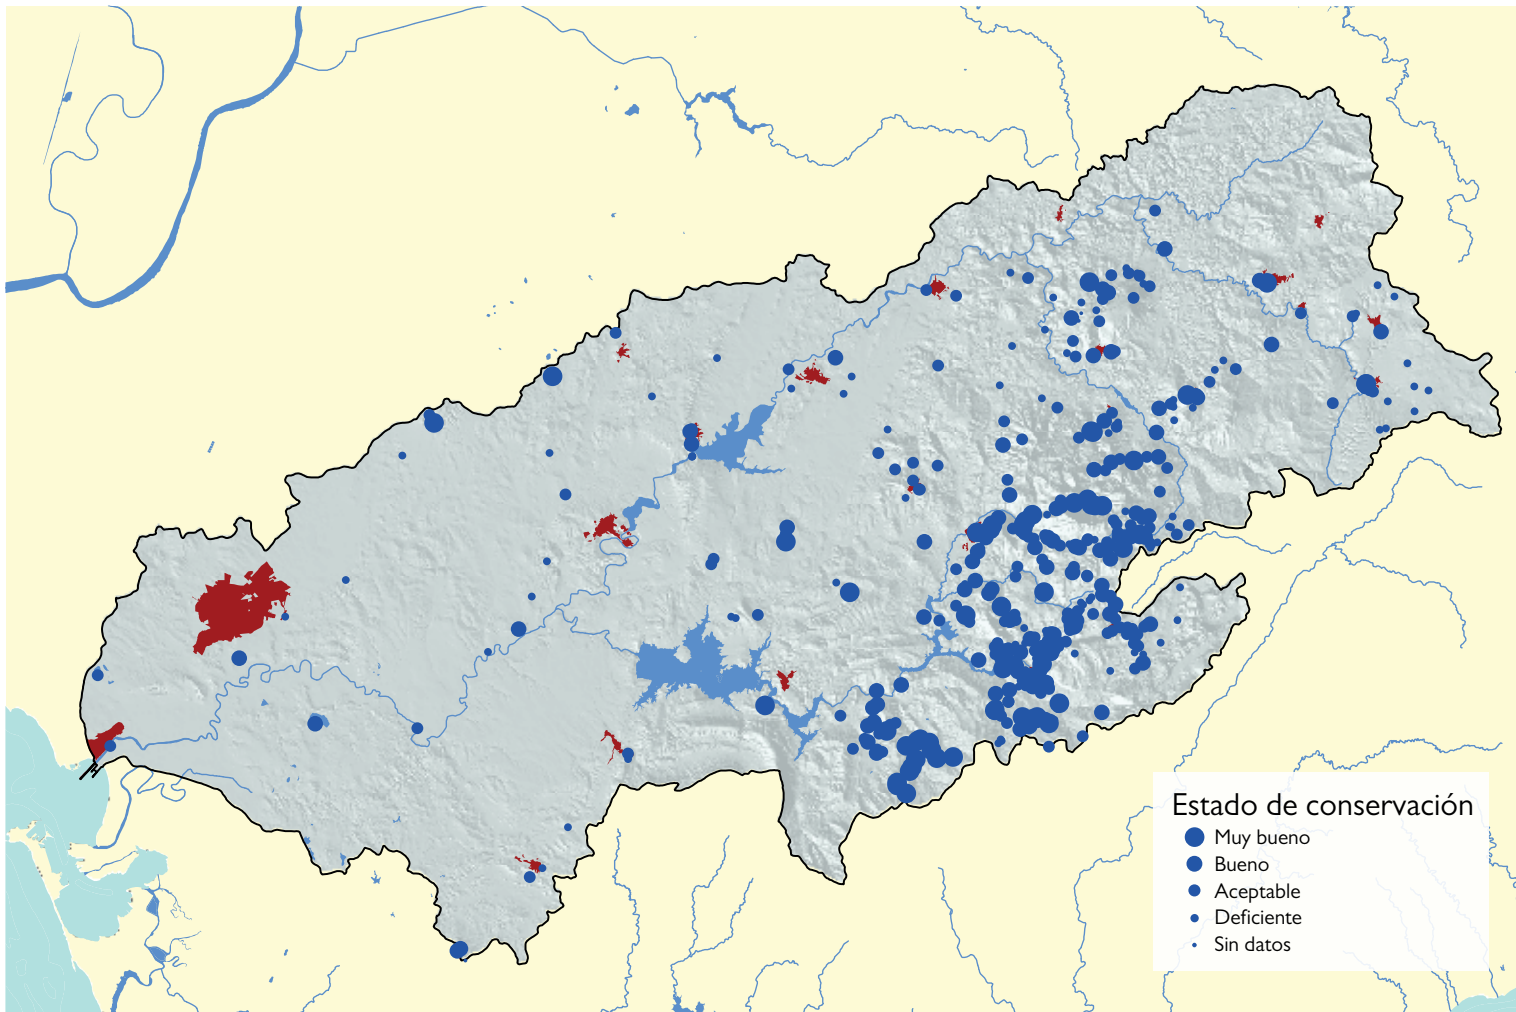 Estado de conservación
Muy bueno
Bueno
Aceptable
Deficiente
Sin datos